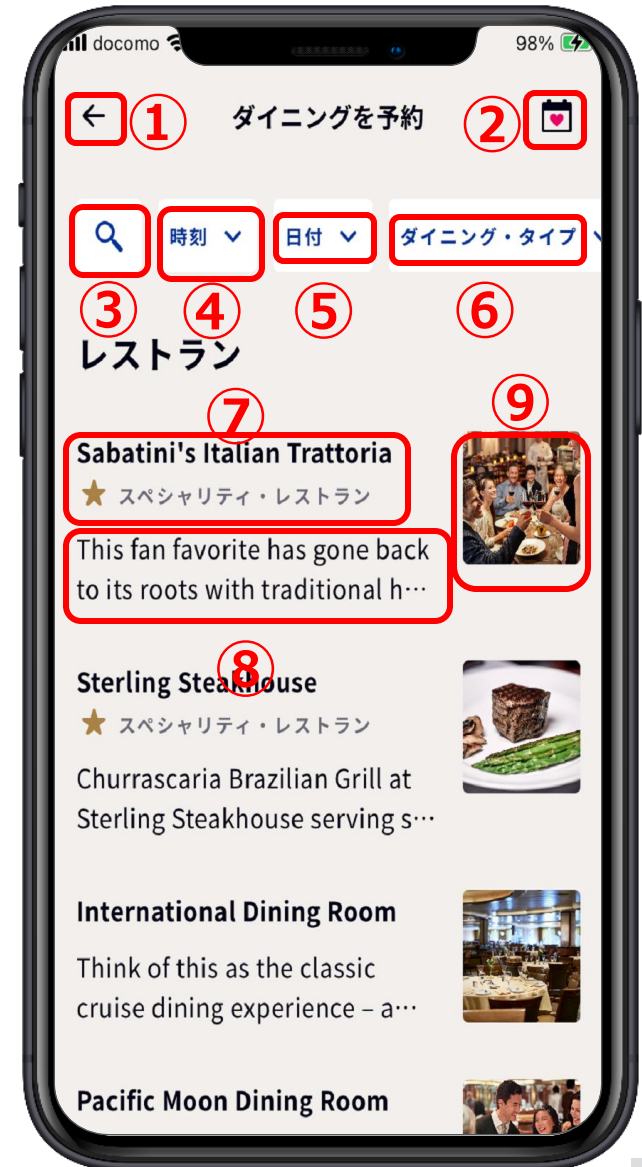 docomo 98%
① ダイニングを予約 ②
時刻 日付 ダイニング・タイプ
③ ④ ⑤ ⑥
レストラン
⑦ ⑨
Sabatini's Italian Trattoria
スペシャリティ・レストラン
This fan favorite has gone back
to its roots with traditional h…
⑧
Sterling Steakhouse
スペシャリティ・レストラン
Churrascaria Brazilian Grill at
Sterling Steakhouse serving s…
International Dining Room
Think of this as the classic
cruise dining experience – a…
Pacific Moon Dining Room